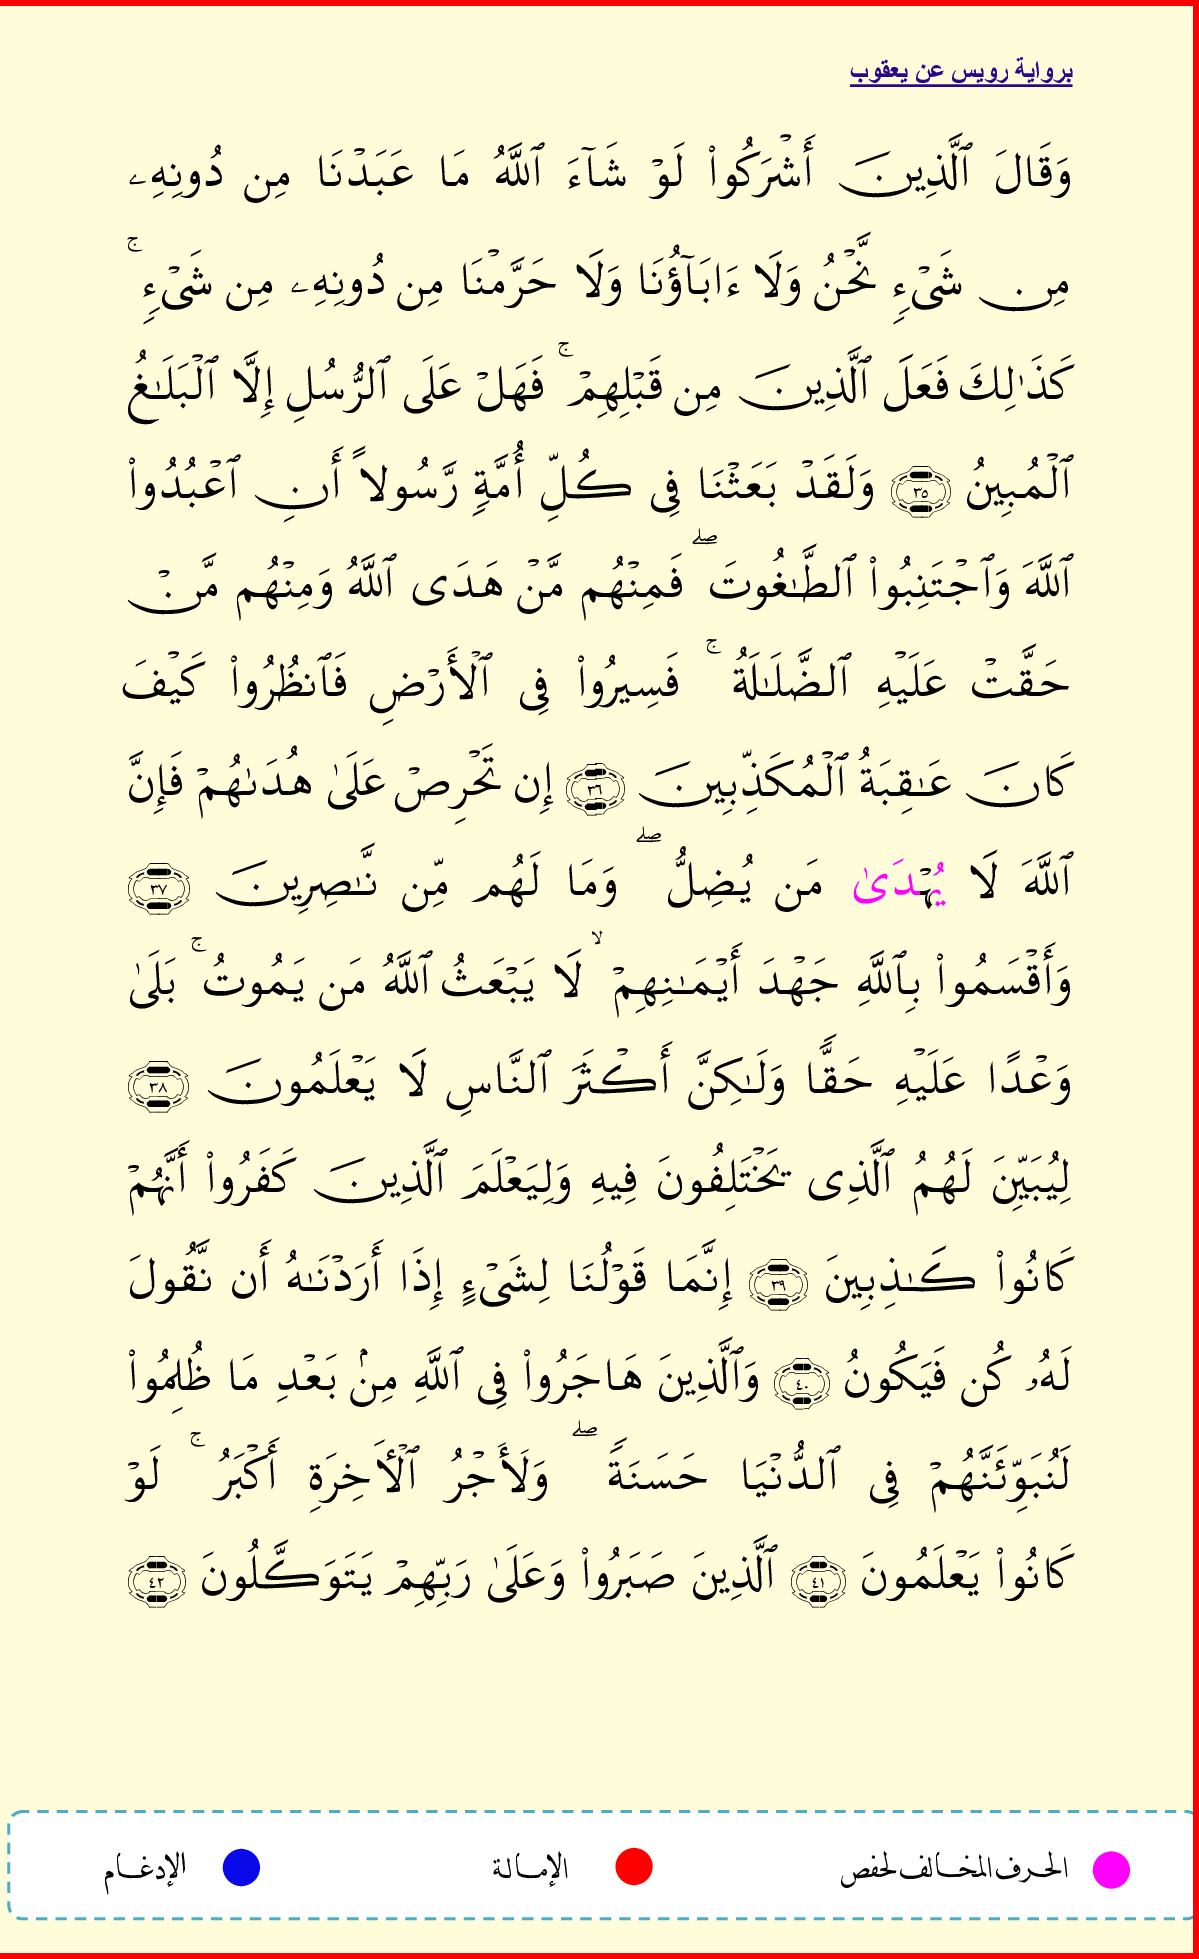 برواية رويس عن يعقوب
وَقَالَ ٱلَّذِينَ أَشۡرَكُواْ لَوۡ شَآءَ ٱللَّهُ مَا عَبَدۡنَا مِن دُونِهِۦ
مِن شَيۡءٖ نَّحۡنُ وَلَا ءَابَآؤُنَا وَلَا حَرَّمۡنَا مِن دُونِهِۦ مِن شَيۡءٖۚ
كَذَٰلِكَ فَعَلَ ٱلَّذِينَ مِن قَبۡلِهِمۡۚ فَهَلۡ عَلَى ٱلرُّسُلِ إِلَّا ٱلۡبَلَٰغُ
ٱلۡمُبِينُ ٣٥ وَلَقَدۡ بَعَثۡنَا فِي كُلِّ أُمَّةٖ رَّسُولًا أَنِ ٱعۡبُدُواْ
ٱللَّهَ وَٱجۡتَنِبُواْ ٱلطَّٰغُوتَۖ فَمِنۡهُم مَّنۡ هَدَى ٱللَّهُ وَمِنۡهُم مَّنۡ
حَقَّتۡ عَلَيۡهِ ٱلضَّلَٰلَةُۚ فَسِيرُواْ فِي ٱلۡأَرۡضِ فَٱنظُرُواْ كَيۡفَ
كَانَ عَٰقِبَةُ ٱلۡمُكَذِّبِينَ ٣٦ إِن تَحۡرِصۡ عَلَىٰ هُدَىٰهُمۡ فَإِنَّ
ٱللَّهَ لَا يُهۡدَىٰ مَن يُضِلُّۖ وَمَا لَهُم مِّن نَّٰصِرِينَ ٣٧
وَأَقۡسَمُواْ بِٱللَّهِ جَهۡدَ أَيۡمَٰنِهِمۡۙ لَا يَبۡعَثُ ٱللَّهُ مَن يَمُوتُۚ بَلَىٰ
وَعۡدًا عَلَيۡهِ حَقّٗا وَلَٰكِنَّ أَكۡثَرَ ٱلنَّاسِ لَا يَعۡلَمُونَ ٣٨
لِيُبَيِّنَ لَهُمُ ٱلَّذِي يَخۡتَلِفُونَ فِيهِ وَلِيَعۡلَمَ ٱلَّذِينَ كَفَرُواْ أَنَّهُمۡ
كَانُواْ كَٰذِبِينَ ٣٩ إِنَّمَا قَوۡلُنَا لِشَيۡءٍ إِذَا أَرَدۡنَٰهُ أَن نَّقُولَ
لَهُۥ كُن فَيَكُونُ ٤٠ وَٱلَّذِينَ هَاجَرُواْ فِي ٱللَّهِ مِنۢ بَعۡدِ مَا ظُلِمُواْ
لَنُبَوِّئَنَّهُمۡ فِي ٱلدُّنۡيَا حَسَنَةٗۖ وَلَأَجۡرُ ٱلۡأٓخِرَةِ أَكۡبَرُۚ لَوۡ
كَانُواْ يَعۡلَمُونَ ٤١ ٱلَّذِينَ صَبَرُواْ وَعَلَىٰ رَبِّهِمۡ يَتَوَكَّلُونَ ٤٢
الحرف المخالف لحفص الإمالة الإدغام